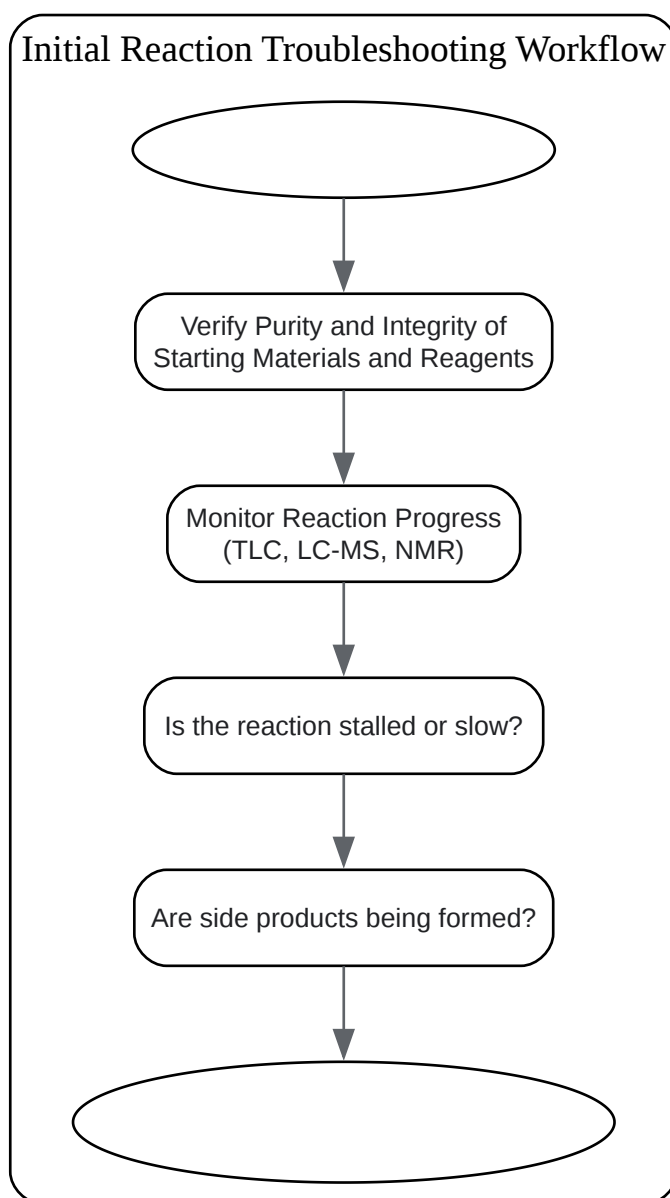 Initial Reaction Troubleshooting Workflow
Verify Purity and Integrity of
Starting Materials and Reagents
Monitor Reaction Progress
(TLC, LC-MS, NMR)
Is the reaction stalled or slow?
Are side products being formed?